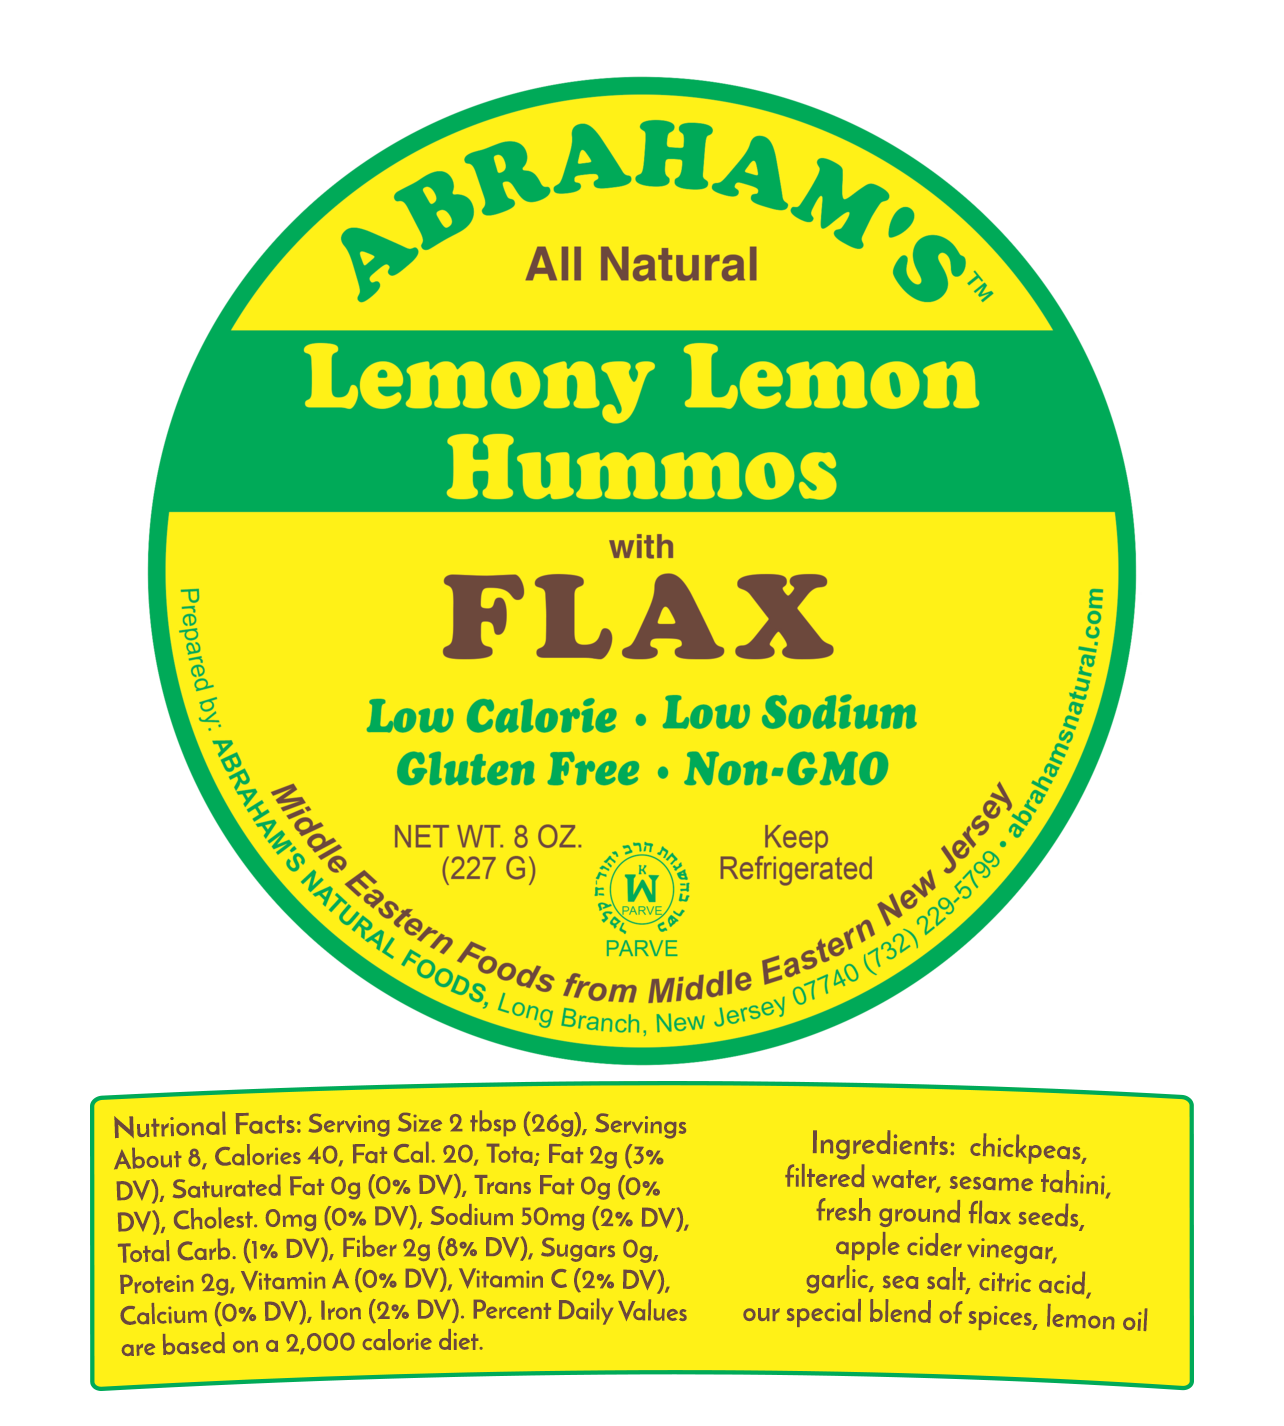 ABRAHAM'S™
All Natural
Lemony Lemon
Hummos
with
FLAX
Low Calorie • Low Sodium
Gluten Free • Non-GMO
NET WT. 8 OZ.
(227 G)
Keep
Refrigerated
בהשגחת הרב יהודה קלמר
כשר
K
PARVE
PARVE
Middle Eastern Foods from Middle Eastern New Jersey
Prepared by: ABRAHAM'S NATURAL FOODS, Long Branch, New Jersey 07740 (732) 229-5799 • abrahamsnatural.com
Nutrional Facts: Serving Size 2 tbsp (26g), Servings
About 8, Calories 40, Fat Cal. 20, Tota; Fat 2g (3%
DV), Saturated Fat 0g (0% DV), Trans Fat 0g (0%
DV), Cholest. 0mg (0% DV), Sodium 50mg (2% DV),
Total Carb. (1% DV), Fiber 2g (8% DV), Sugars 0g,
Protein 2g, Vitamin A (0% DV), Vitamin C (2% DV),
Calcium (0% DV), Iron (2% DV). Percent Daily Values
are based on a 2,000 calorie diet.
Ingredients: chickpeas,
filtered water, sesame tahini,
fresh ground flax seeds,
apple cider vinegar,
garlic, sea salt, citric acid,
our special blend of spices, lemon oil